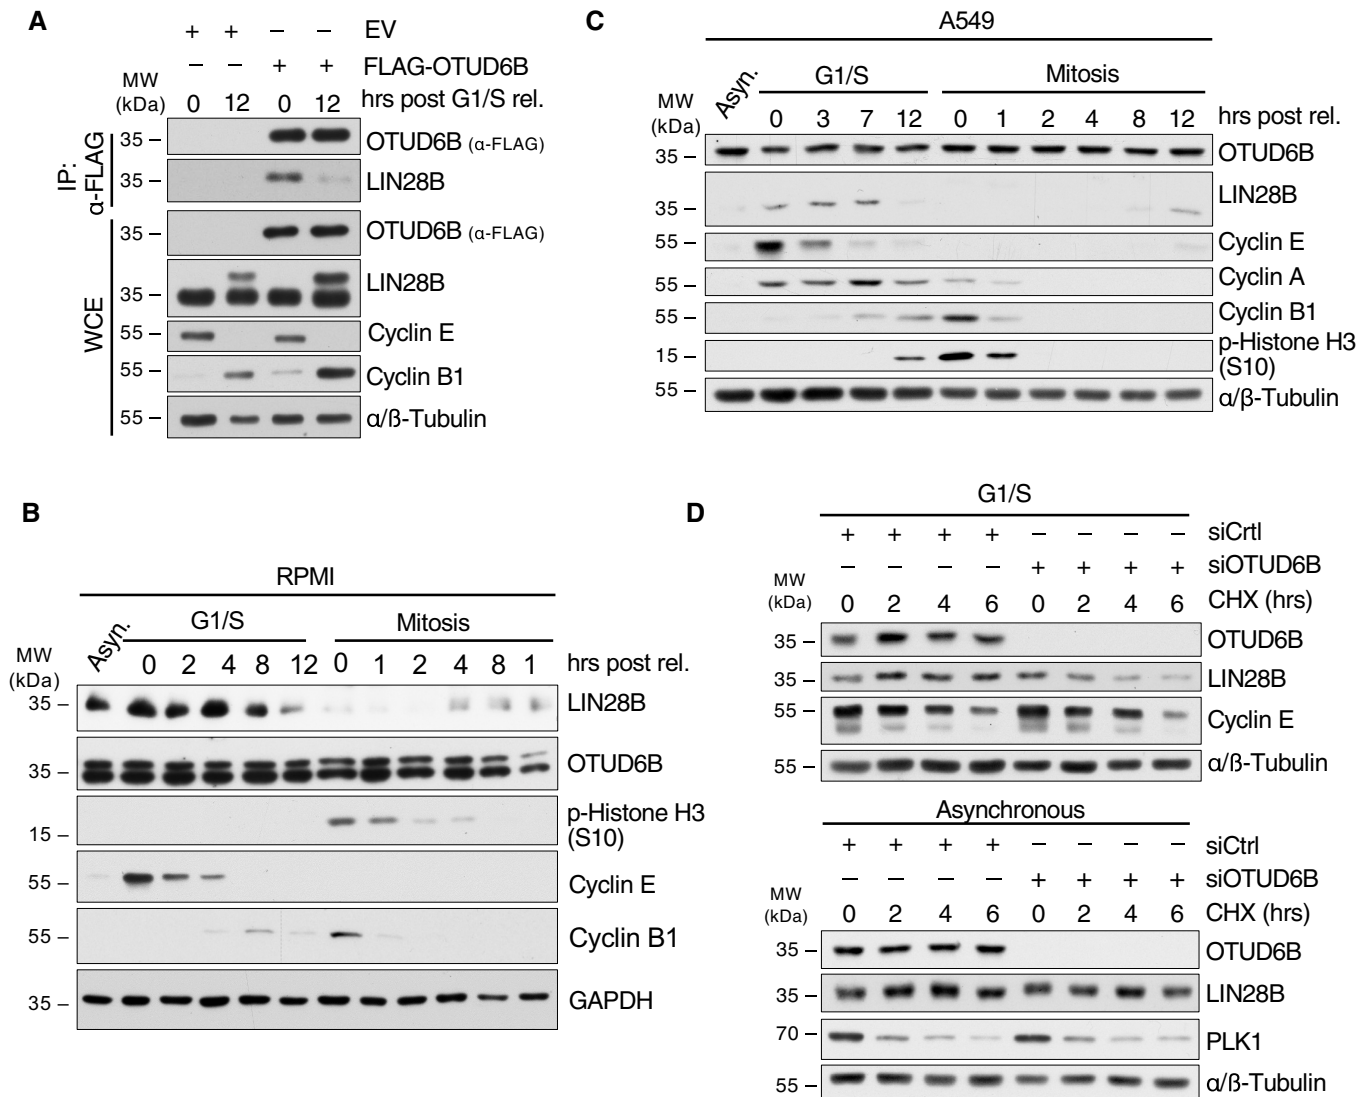 A
+ + − − EV
− − + + FLAG-OTUD6B
MW
(kDa)
0 12 0 12 hrs post G1/S rel.
IP:
α-FLAG
35 – OTUD6B (α-FLAG)
35 – LIN28B
WCE
35 – OTUD6B (α-FLAG)
35 – LIN28B
55 – Cyclin E
55 – Cyclin B1
55 – α/ß-Tubulin
B
RPMI
Asyn. G1/S Mitosis
MW
(kDa)
0 2 4 8 12 0 1 2 4 8 1 hrs post rel.
35 – LIN28B
35 – OTUD6B
15 – p-Histone H3
(S10)
55 – Cyclin E
55 – Cyclin B1
35 – GAPDH
C
A549
Asyn. G1/S Mitosis
MW
(kDa)
0 3 7 12 0 1 2 4 8 12 hrs post rel.
35 – OTUD6B
35 – LIN28B
55 – Cyclin E
55 – Cyclin A
55 – Cyclin B1
15 – p-Histone H3
(S10)
55 – α/β-Tubulin
D
G1/S
+ + + + − − − − siCrtl
− − − − + + + + siOTUD6B
MW
(kDa)
0 2 4 6 0 2 4 6 CHX (hrs)
35 – OTUD6B
35 – LIN28B
55 – Cyclin E
55 – α/ß-Tubulin
Asynchronous
+ + + + − − − − siCtrl
− − − − + + + + siOTUD6B
MW
(kDa)
0 2 4 6 0 2 4 6 CHX (hrs)
35 – OTUD6B
35 – LIN28B
70 – PLK1
55 – α/ß-Tubulin